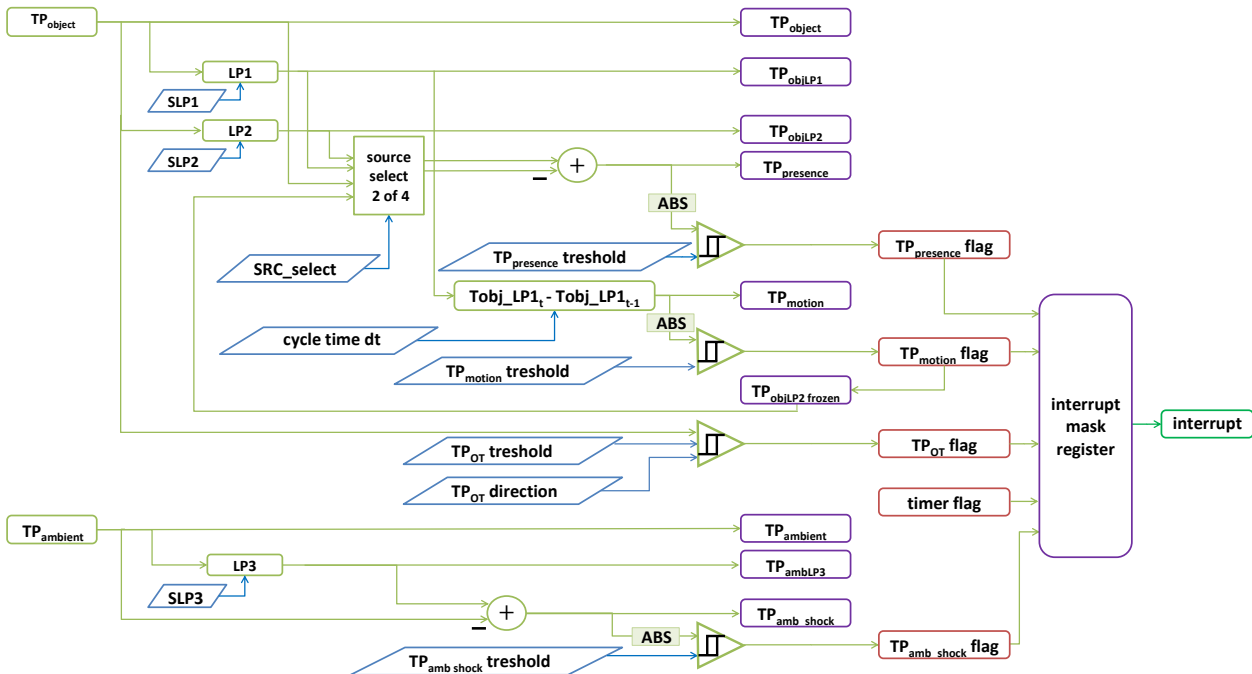 TPobject
TPobject
LP1
TPobjLP1
SLP1
LP2
TPobjLP2
SLP2
source
select
2 of 4
+
−
TPpresence
ABS
TPpresence treshold
TPpresence flag
SRC_select
Tobj_LP1t - Tobj_LP1t-1
TPmotion
ABS
cycle time dt
TPmotion treshold
TPmotion flag
TPobjLP2 frozen
interrupt
mask
register
interrupt
TPOT treshold
TPOT flag
TPOT direction
timer flag
TPambient
TPambient
LP3
TPambLP3
SLP3
+
−
TPamb_shock
ABS
TPamb shock treshold
TPamb_shock flag